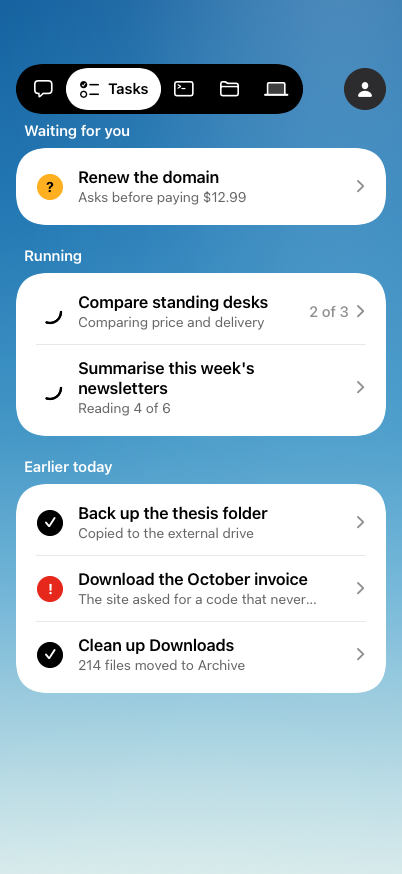 Tasks
Waiting for you
?
Renew the domain
Asks before paying $12.99
Running
Compare standing desks
Comparing price and delivery
2 of 3
Summarise this week's
newsletters
Reading 4 of 6
Earlier today
Back up the thesis folder
Copied to the external drive
!
Download the October invoice
The site asked for a code that never...
Clean up Downloads
214 files moved to Archive